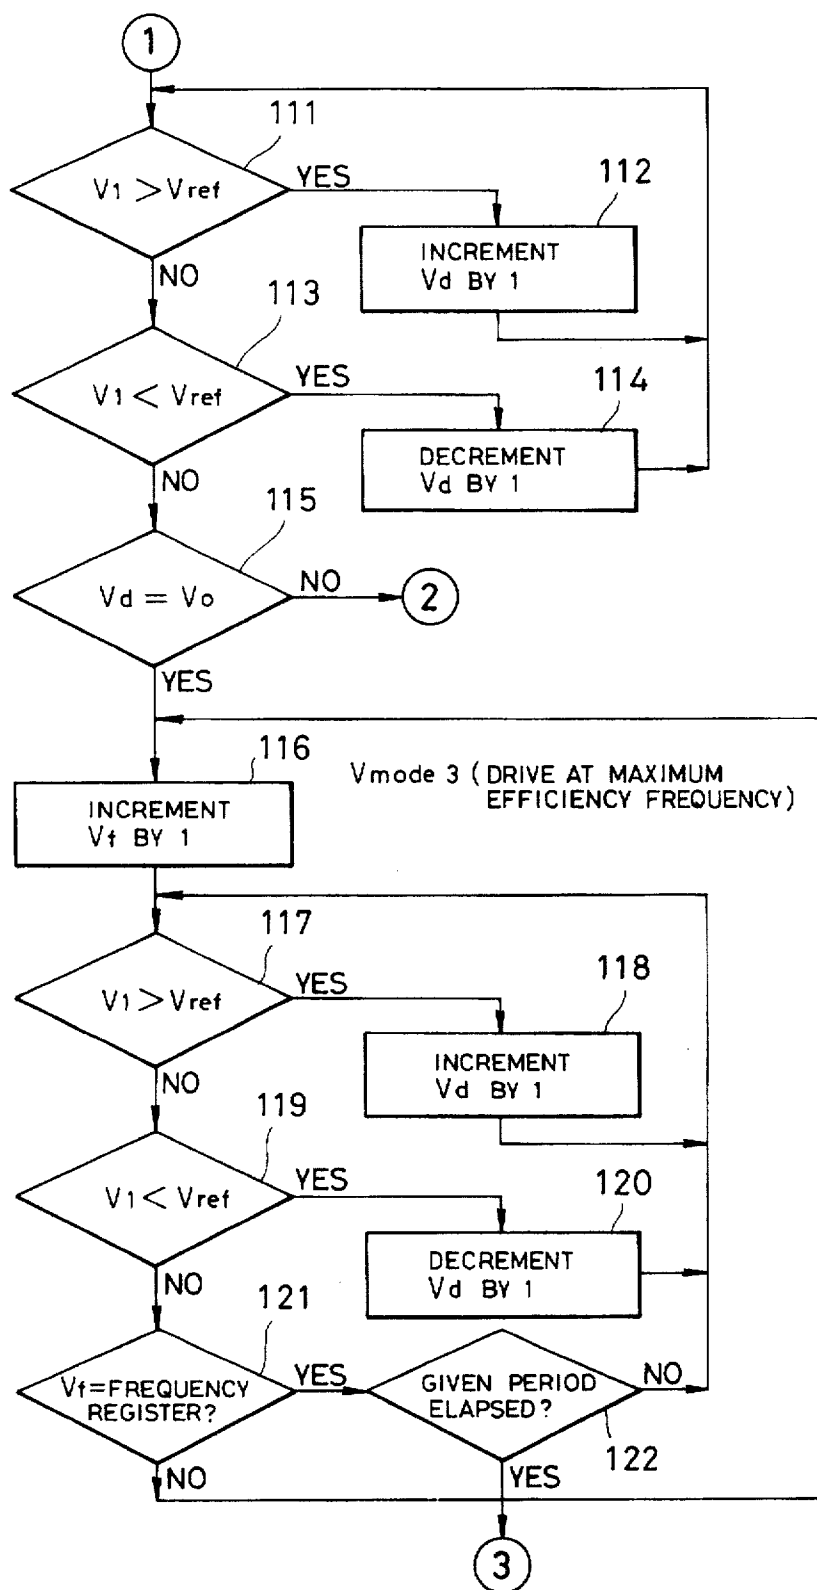 1
111
V1 > Vref
YES
112
INCREMENT
Vd BY 1
NO
113
V1 < Vref
YES
114
DECREMENT
Vd BY 1
NO
115
Vd = Vo
NO
2
YES
116
Vmode 3 (DRIVE AT MAXIMUM
EFFICIENCY FREQUENCY)
INCREMENT
Vf BY 1
117
V1 > Vref
YES
118
INCREMENT
Vd BY 1
NO
119
V1 < Vref
YES
120
DECREMENT
Vd BY 1
NO
121
Vf=FREQUENCY
REGISTER?
YES
GIVEN PERIOD
ELAPSED?
NO
122
NO
YES
3